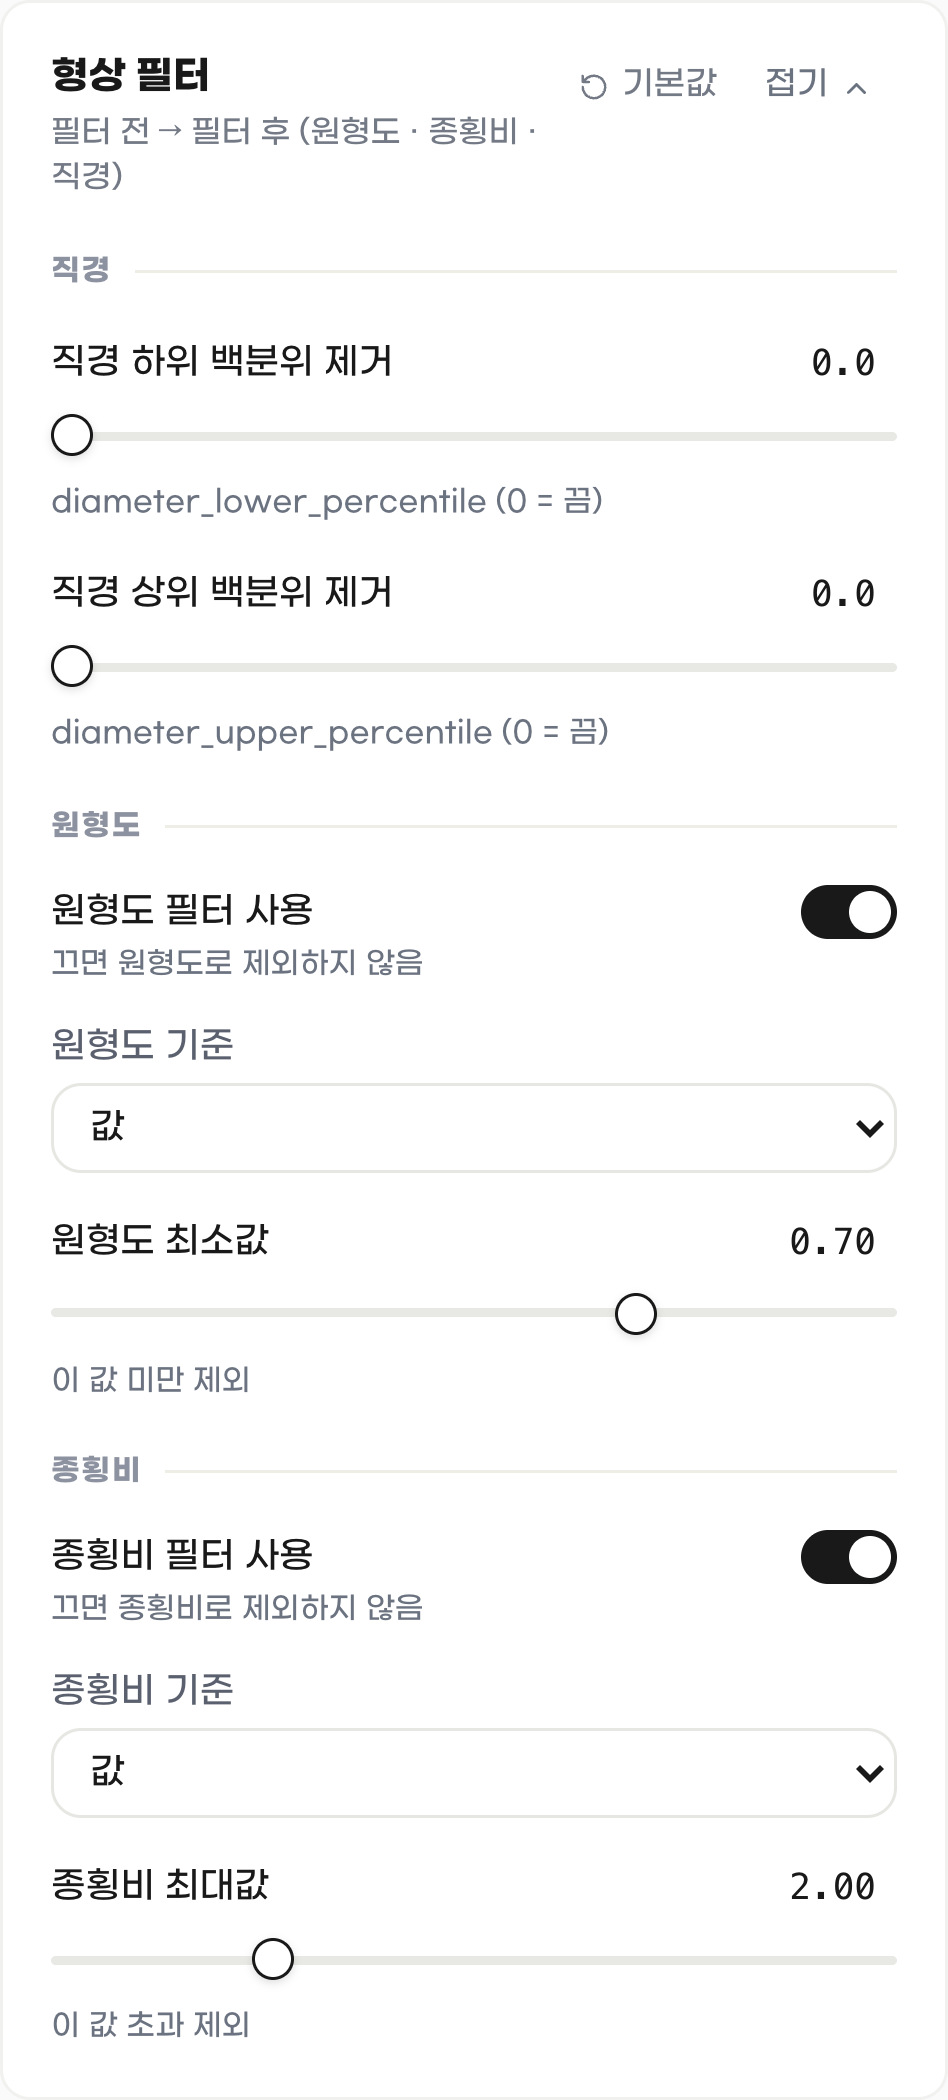 형상 필터
기본값
접기
필터 전 → 필터 후 (원형도 · 종횡비 ·
직경)
직경
직경 하위 백분위 제거 0.0
diameter_lower_percentile (0 = 끔)
직경 상위 백분위 제거 0.0
diameter_upper_percentile (0 = 끔)
원형도
원형도 필터 사용
끄면 원형도로 제외하지 않음
원형도 기준
값
원형도 최소값 0.70
이 값 미만 제외
종횡비
종횡비 필터 사용
끄면 종횡비로 제외하지 않음
종횡비 기준
값
종횡비 최대값 2.00
이 값 초과 제외